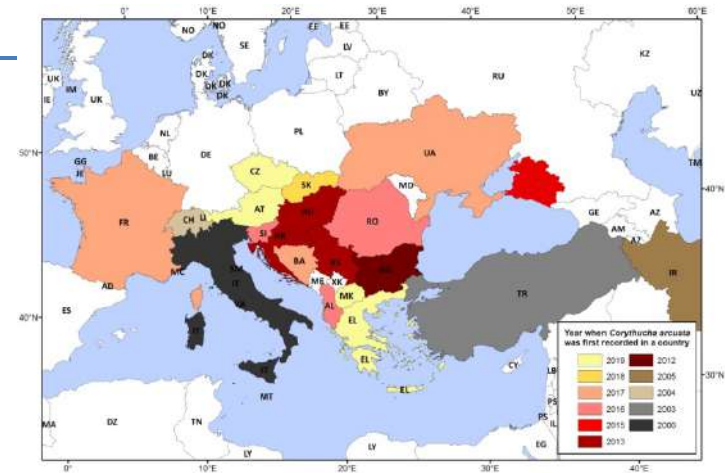 0° 10°E 20°E 30°E 40°E 50°E 60°E
NO NO SE EE EE
LV
KZ
DK
LT
RU
UK DK DK DK
IE IM UK DK
BY
UZ
NL PL
DE
BE
50°N
LU
UA
TM
GG
JE
CZ
SK
MD
40°N
AT
FR CH LI
RO
SI
GE AZ
AM
AZ
BA
MC
IT
ME XK
IR
AD
MK
TR
ES
AL
EL
40°N
EL
CY
30°N
LB
EL
MT
PS
DZ TN
PS IL
MA
LY LY EG
0° 10°E 20°E 30°E 40°E
Year when Corythucha arcuata
was first recorded in a country
2019 2012
2018 2005
2017 2004
2016 2003
2015 2000
2013